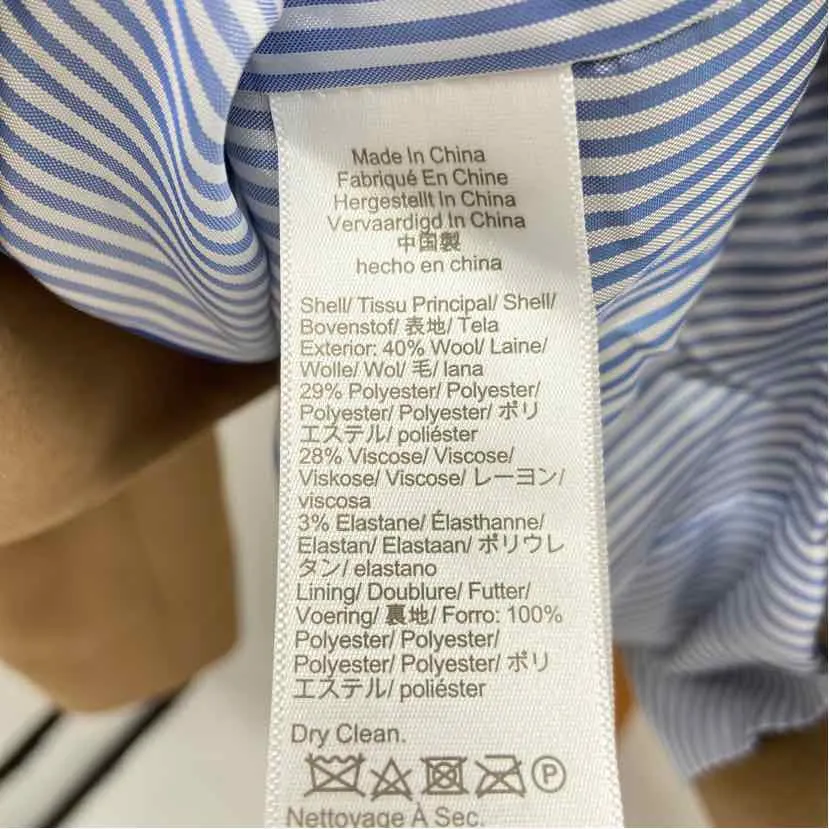 Made In China
Fabriqué En Chine
Hergestellt In China
Vervaardigd In China
中国製
hecho en china
Shell/ Tissu Principal/ Shell/
Bovenstof/ 表地/ Tela
Exterior: 40% Wool/ Laine/
Wolle/ Wol/ 毛/ lana
29% Polyester/ Polyester/
Polyester/ Polyester/ ポリ
エステル/ poliéster
28% Viscose/ Viscose/
Viskose/ Viscose/ レーヨン/
viscosa
3% Elastane/ Élasthanne/
Elastan/ Elastaan/ ポリウレ
タン/ elastano
Lining/ Doublure/ Futter/
Voering/ 裏地/ Forro: 100%
Polyester/ Polyester/
Polyester/ Polyester/ ポリ
エステル/ poliéster
Dry Clean.
P
Nettoyage À Sec.